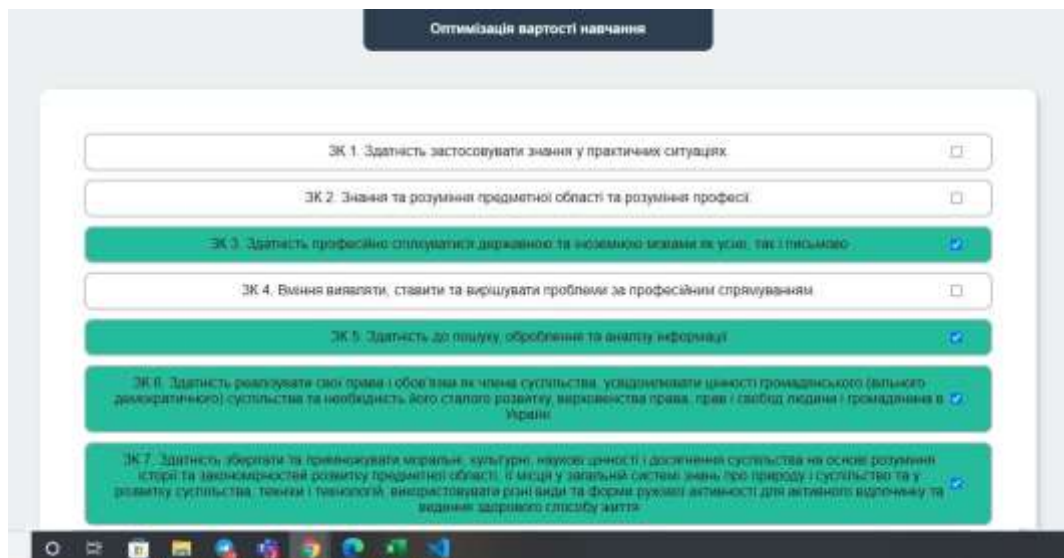 Оптимізація вартості навчання
ЗК 1. Здатність застосовувати знання у практичних ситуаціях.
ЗК 2. Знання та розуміння предметної області та розуміння професії.
ЗК 3. Здатність професійно спілкуватися державною та іноземною мовами як усно, так і письмово
ЗК 4. Вміння виявляти, ставити та вирішувати проблеми за професійним спрямуванням.
ЗК 5. Здатність до пошуку, оброблення та аналізу інформації
ЗК 6. Здатність реалізувати свої права і обов'язки як члена суспільства, усвідомлювати цінності громадянського (вільного
демократичного) суспільства та необхідність його сталого розвитку, верховенства права, прав і свобод людини і громадянина в
Україні
ЗК 7. Здатність зберігати та примножувати моральні, культурні, наукові цінності і досягнення суспільства на основі розуміння
історії та закономірностей розвитку предметної області, її місця у загальній системі знань про природу і суспільство та у
розвитку суспільства, техніки і технологій, використовувати різні види та форми рухової активності для активного відпочинку та
ведення здорового способу життя